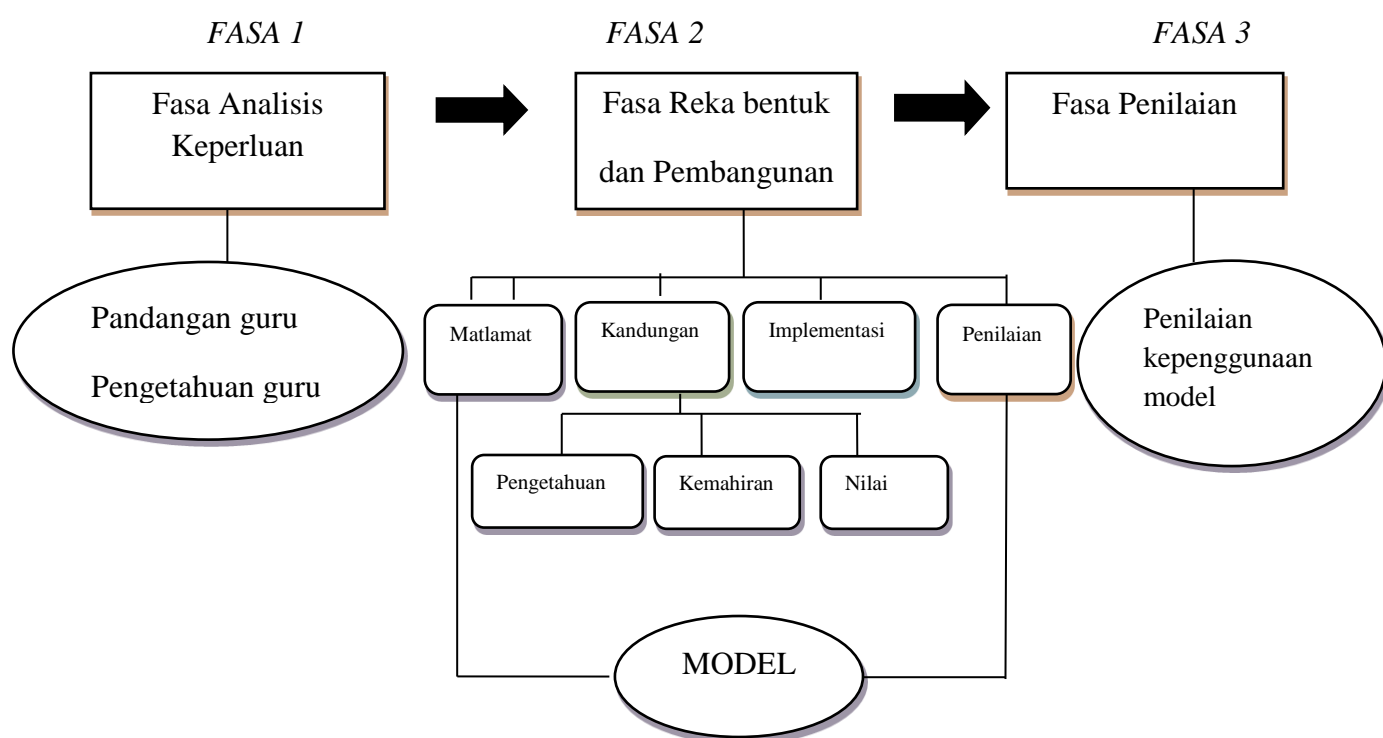 FASA 1
FASA 2
FASA 3
Fasa Analisis
Keperluan
Fasa Reka bentuk
dan Pembangunan
Fasa Penilaian
Pandangan guru
Pengetahuan guru
Matlamat
Kandungan
Implementasi
Penilaian
Penilaian
kepenggunaan
model
Pengetahuan
Kemahiran
Nilai
MODEL